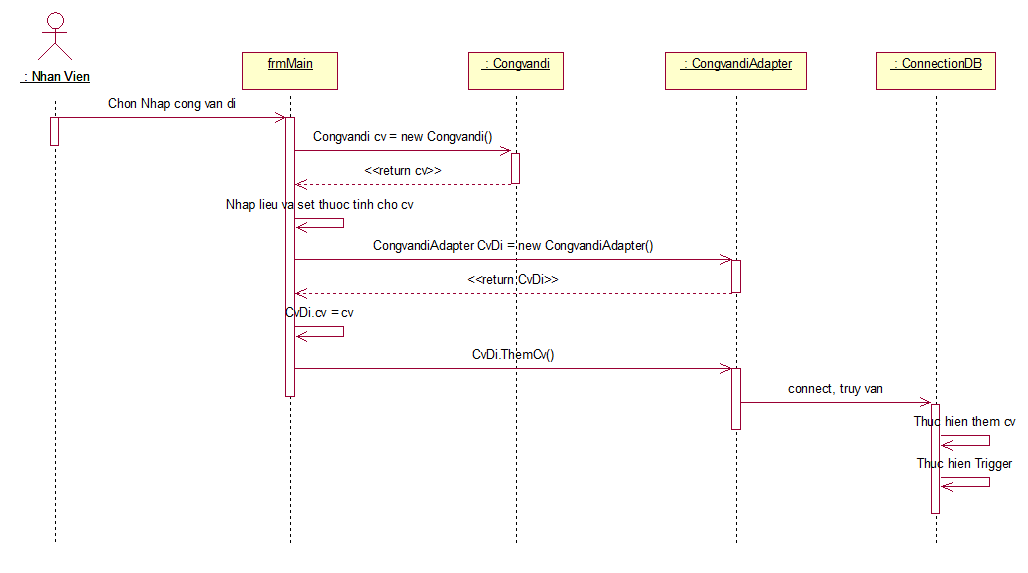 : Nhan Vien
frmMain
: Congvandi
: CongvandiAdapter
: ConnectionDB
Chon Nhap cong van di
Congvandi cv = new Congvandi()
<<return cv>>
Nhap lieu va set thuoc tinh cho cv
CongvandiAdapter CvDi = new CongvandiAdapter()
<<return CvDi>>
CvDi.cv = cv
CvDi.ThemCv()
connect, truy van
Thuc hien them cv
Thuc hien Trigger